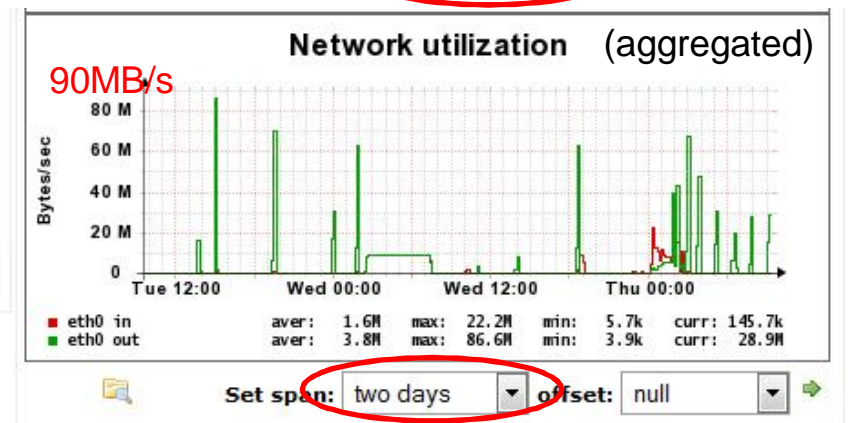 Network utilization (aggregated)
90MB/s
Bytes/sec
80 M
60 M
40 M
20 M
0
Tue 12:00 Wed 00:00 Wed 12:00 Thu 00:00
eth0 in aver: 1.6M max: 22.2M min: 5.7k curr: 145.7k
eth0 out aver: 3.8M max: 86.6M min: 3.9k curr: 28.9M
Set span: two days offset: null